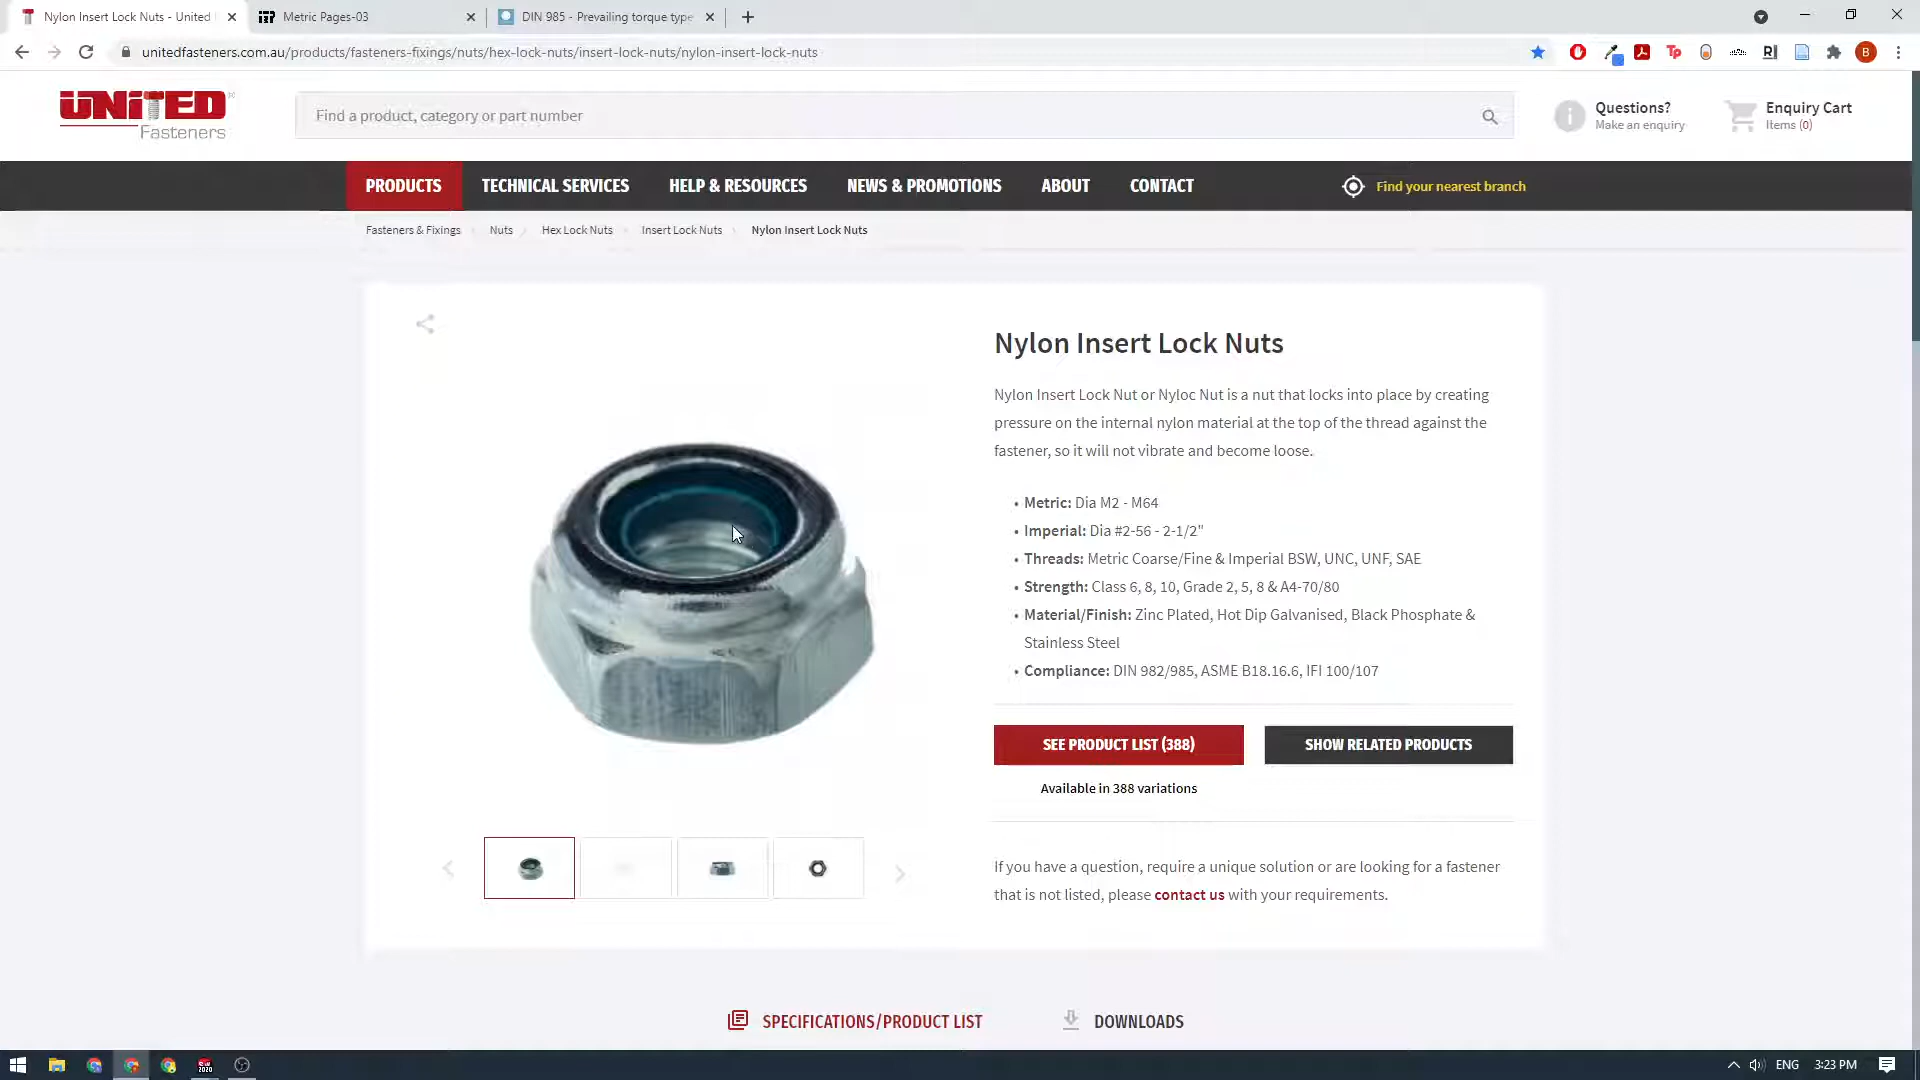 Nylon Insert Lock Nuts - United
Metric Pages-03
DIN 985 - Prevailing torque type
unitedfasteners.com.au/products/fasteners-fixings/nuts/hex-lock-nuts/insert-lock-nuts/nylon-insert-lock-nuts
Tp
B
UNITED
Fasteners
Find a product, category or part number
Questions?
Make an enquiry
Enquiry Cart
Items (0)
PRODUCTS
TECHNICAL SERVICES
HELP & RESOURCES
NEWS & PROMOTIONS
ABOUT
CONTACT
Find your nearest branch
Fasteners & Fixings
Nuts
Hex Lock Nuts
Insert Lock Nuts
Nylon Insert Lock Nuts
Nylon Insert Lock Nuts
Nylon Insert Lock Nut or Nyloc Nut is a nut that locks into place by creating
pressure on the internal nylon material at the top of the thread against the
fastener, so it will not vibrate and become loose.
• Metric: Dia M2 - M64
• Imperial: Dia #2-56 - 2-1/2"
• Threads: Metric Coarse/Fine & Imperial BSW, UNC, UNF, SAE
• Strength: Class 6, 8, 10, Grade 2, 5, 8 & A4-70/80
• Material/Finish: Zinc Plated, Hot Dip Galvanised, Black Phosphate &
Stainless Steel
• Compliance: DIN 982/985, ASME B18.16.6, IFI 100/107
SEE PRODUCT LIST (388)
SHOW RELATED PRODUCTS
Available in 388 variations
If you have a question, require a unique solution or are looking for a fastener
that is not listed, please contact us with your requirements.
SPECIFICATIONS/PRODUCT LIST
DOWNLOADS
2020
ENG
3:23 PM